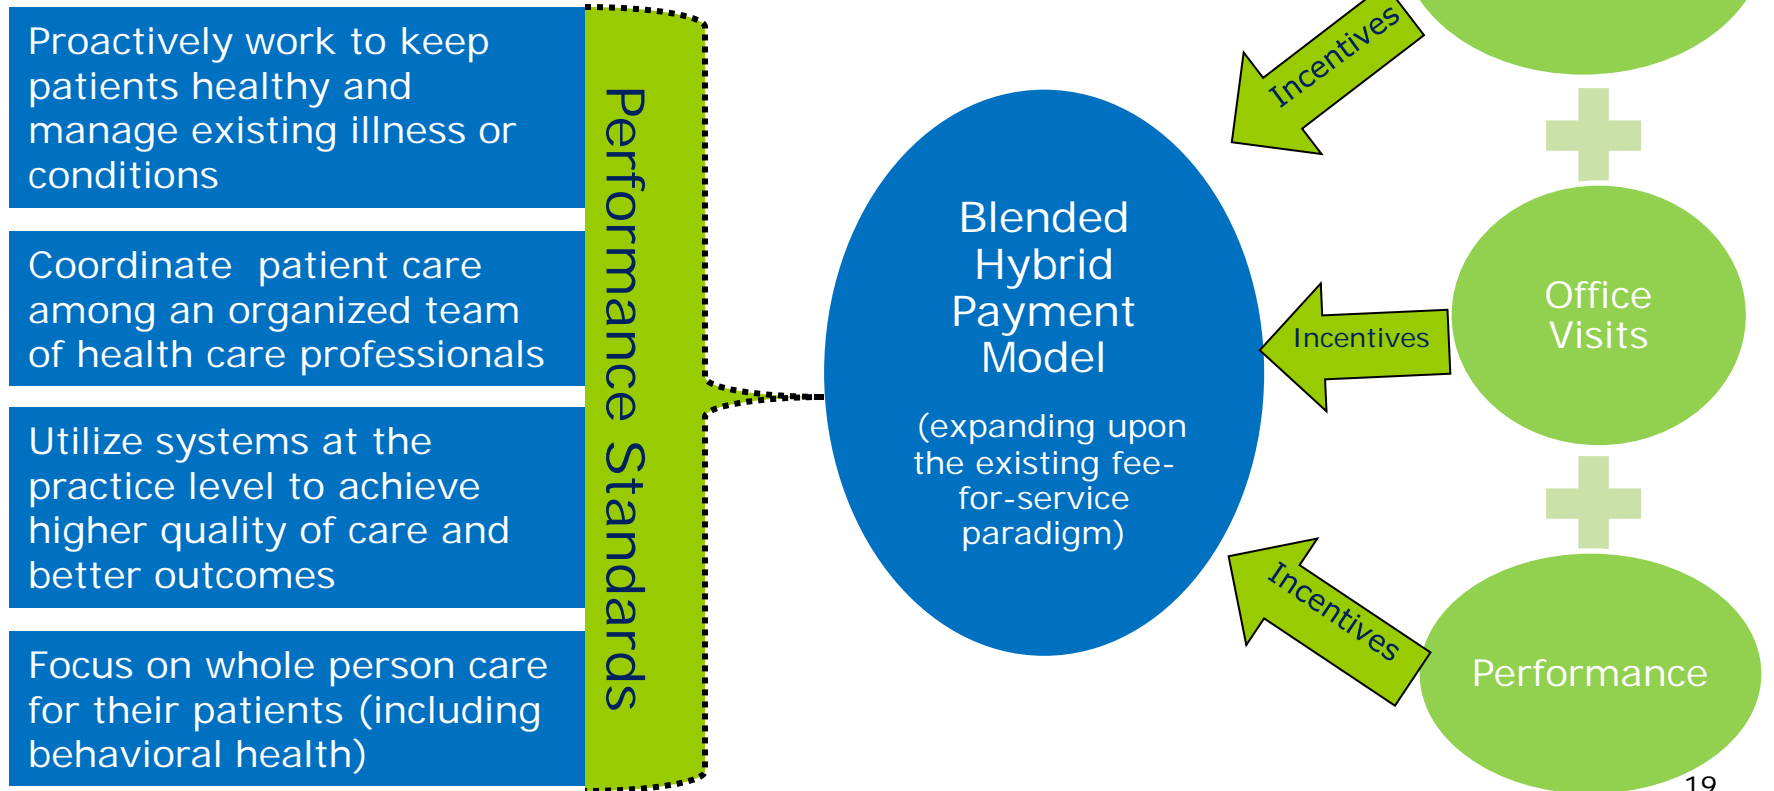 Proactively work to keep
patients healthy and
manage existing illness or
conditions
Coordinate  patient care
among an organized team
of health care professionals
Utilize systems at the
practice level to achieve
higher quality of care and
better outcomes
Focus on whole person care
for their patients (including
behavioral health)
Performance Standards
Blended
Hybrid
Payment
Model
(expanding upon
the existing fee-
for-service
paradigm)
Incentives
Incentives
Incentives
Office
Visits
Performance
19